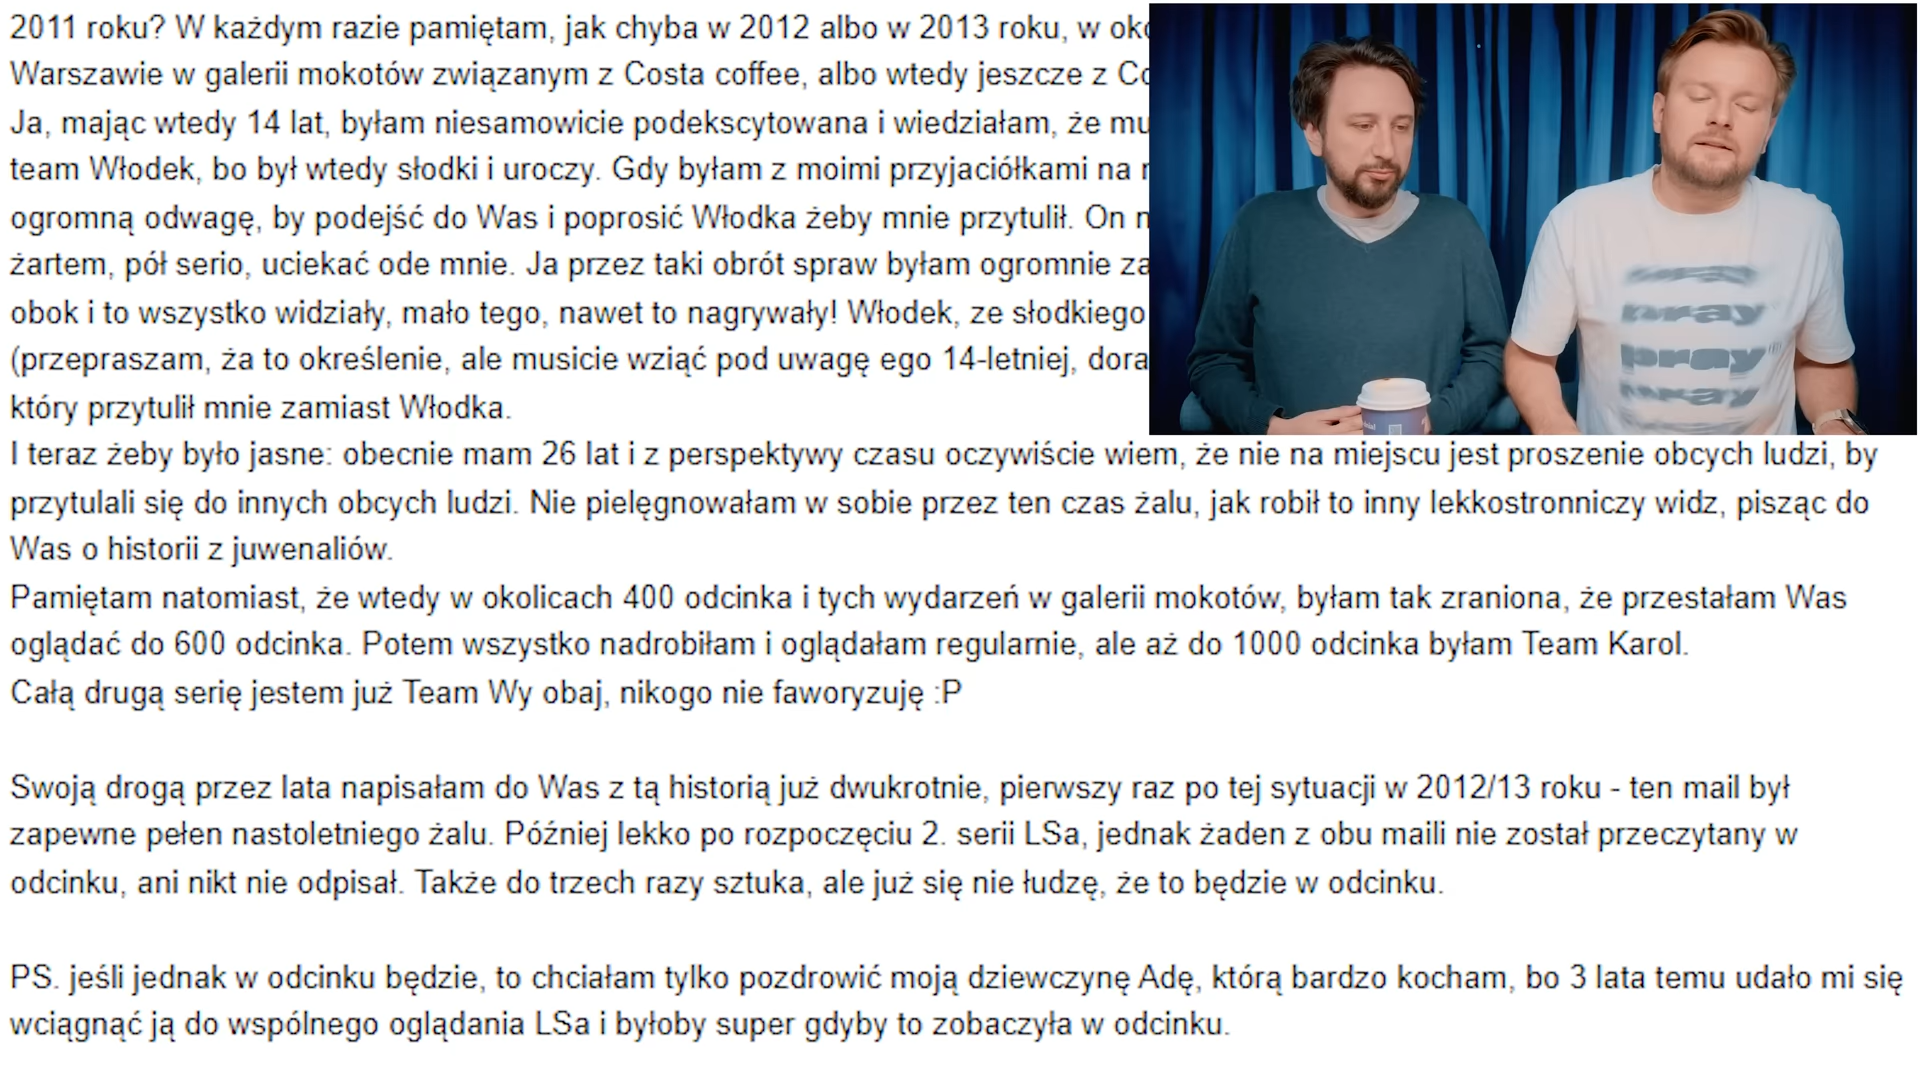 2011 roku? W każdym razie pamiętam, jak chyba w 2012 albo w 2013 roku, w
Warszawie w galerii mokotów związanym z Costa coffee, albo wtedy jeszcze z
Ja, mając wtedy 14 lat, byłam niesamowicie podekscytowana i wiedziałam, że
team Włodek, bo był wtedy słodki i uroczy. Gdy byłam z moimi przyjaciółkami na
ogromną odwagę, by podejść do Was i poprosić Włodka żeby mnie przytulił. On
żartem, pół serio, uciekać ode mnie. Ja przez taki obrót spraw byłam ogromnie
obok i to wszystko widziały, mało tego, nawet to nagrywały! Włodek, ze słodkiego
(przepraszam, ża to określenie, ale musicie wziąć pod uwagę ego 14-letniej,
który przytulił mnie zamiast Włodka.
pray
pray
pray
I teraz żeby było jasne: obecnie mam 26 lat i z perspektywy czasu oczywiście wiem, że nie na miejscu jest proszenie obcych ludzi, by
przytulali się do innych obcych ludzi. Nie pielęgnowałam w sobie przez ten czas żalu, jak robił to inny lekkostronniczy widz, pisząc do
Was o historii z juwenaliów.
Pamiętam natomiast, że wtedy w okolicach 400 odcinka i tych wydarzeń w galerii mokotów, byłam tak zraniona, że przestałam Was
oglądać do 600 odcinka. Potem wszystko nadrobiłam i oglądałam regularnie, ale aż do 1000 odcinka byłam Team Karol.
Całą drugą serię jestem już Team Wy obaj, nikogo nie faworyzuję :P
Swoją drogą przez lata napisałam do Was z tą historią już dwukrotnie, pierwszy raz po tej sytuacji w 2012/13 roku - ten mail był
zapewne pełen nastoletniego żalu. Później lekko po rozpoczęciu 2. serii LSa, jednak żaden z obu maili nie został przeczytany w
odcinku, ani nikt nie odpisał. Także do trzech razy sztuka, ale już się nie łudzę, że to będzie w odcinku.
PS. jeśli jednak w odcinku będzie, to chciałam tylko pozdrowić moją dziewczynę Adę, którą bardzo kocham, bo 3 lata temu udało mi się
wciągnąć ją do wspólnego oglądania LSa i byłoby super gdyby to zobaczyła w odcinku.